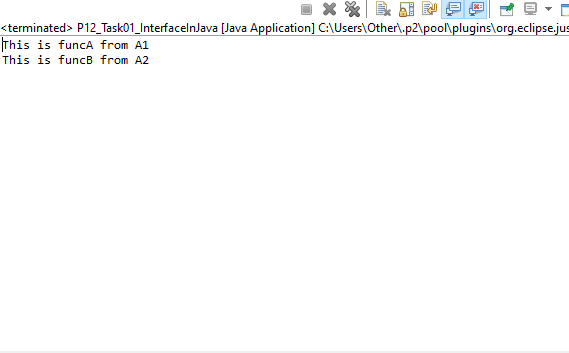 <terminated> P12_Task01_InterfaceInJava [Java Application] C:\Users\Other\.p2\pool\plugins\org.eclipse.jus
This is funcA from A1
This is funcB from A2